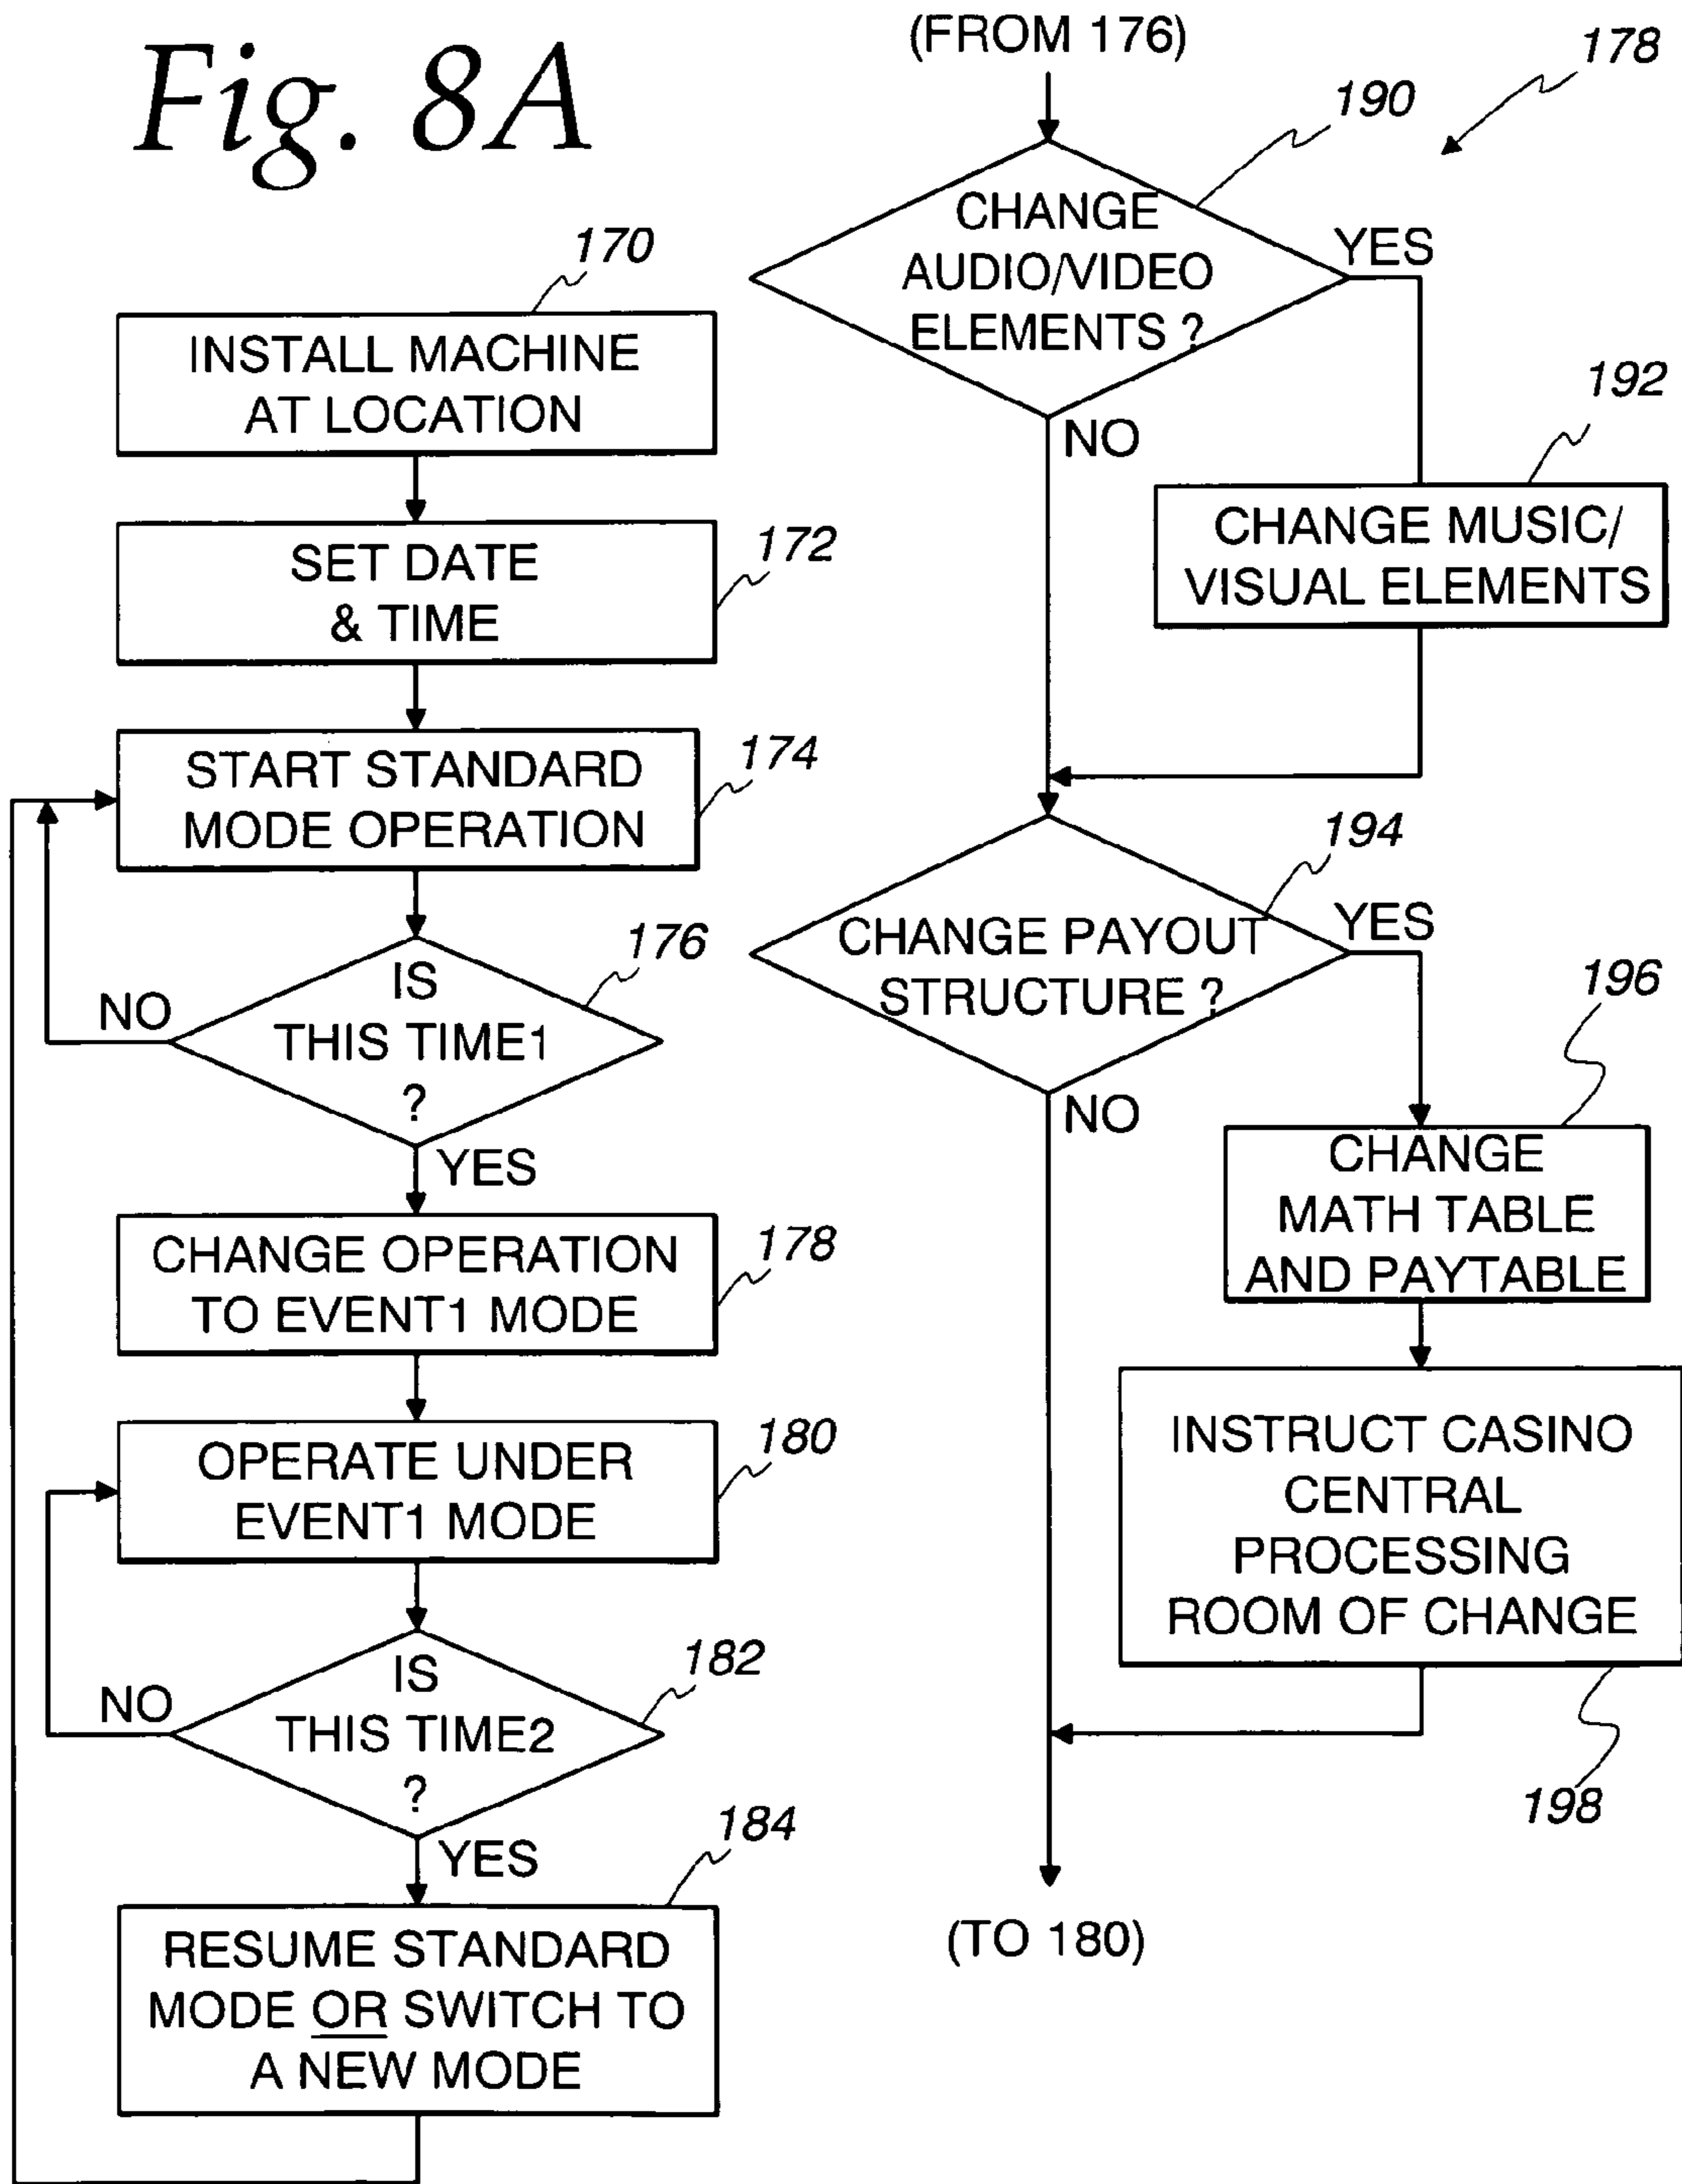 Fig. 8A
170
INSTALL MACHINE
AT LOCATION
172
SET DATE
& TIME
174
START STANDARD
MODE OPERATION
176
IS
THIS TIME1
?
NO
YES
178
CHANGE OPERATION
TO EVENT1 MODE
180
OPERATE UNDER
EVENT1 MODE
182
IS
THIS TIME2
?
NO
YES
184
RESUME STANDARD
MODE OR SWITCH TO
A NEW MODE
(FROM 176)
178
190
CHANGE
AUDIO/VIDEO
ELEMENTS ?
YES
NO
192
CHANGE MUSIC/
VISUAL ELEMENTS
194
CHANGE PAYOUT
STRUCTURE ?
YES
NO
196
CHANGE
MATH TABLE
AND PAYTABLE
INSTRUCT CASINO
CENTRAL
PROCESSING
ROOM OF CHANGE
198
(TO 180)